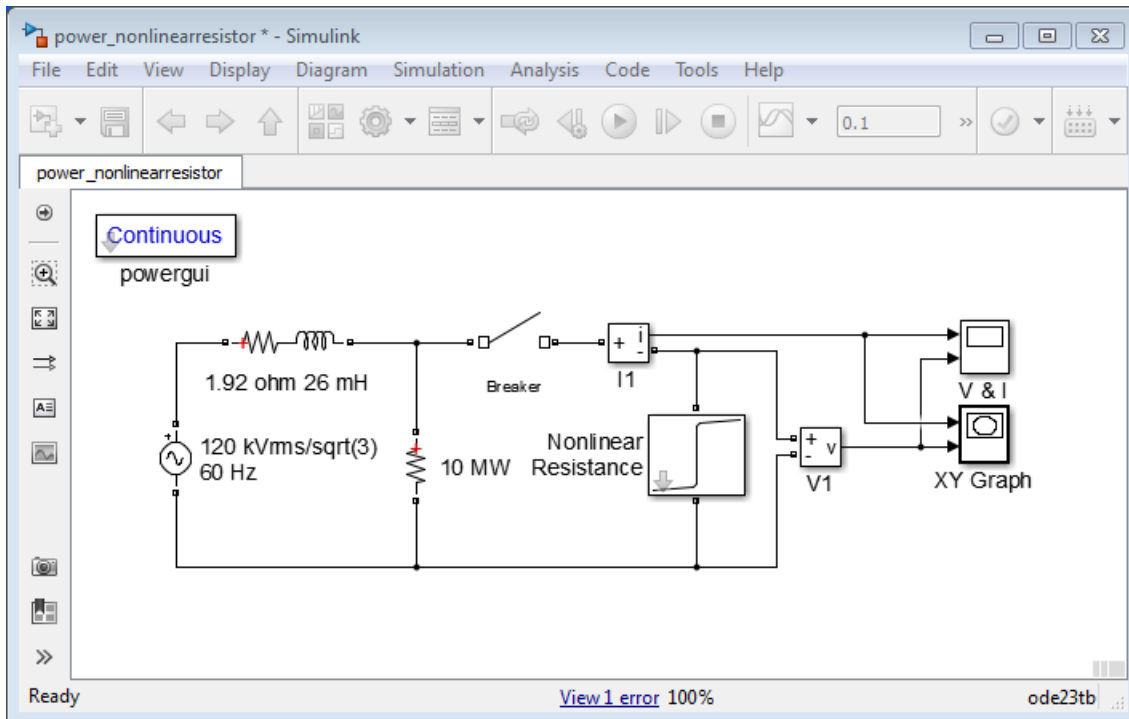 power_nonlinearresistor * - Simulink
File Edit View Display Diagram Simulation Analysis Code Tools Help
0.1 »
power_nonlinearresistor
Continuous
powergui
1.92 ohm 26 mH
Breaker
+ i
-
I1
V & I
120 kVrms/sqrt(3)
60 Hz
10 MW
Nonlinear
Resistance
+
- v
V1
XY Graph
Ready View 1 error 100% ode23tb